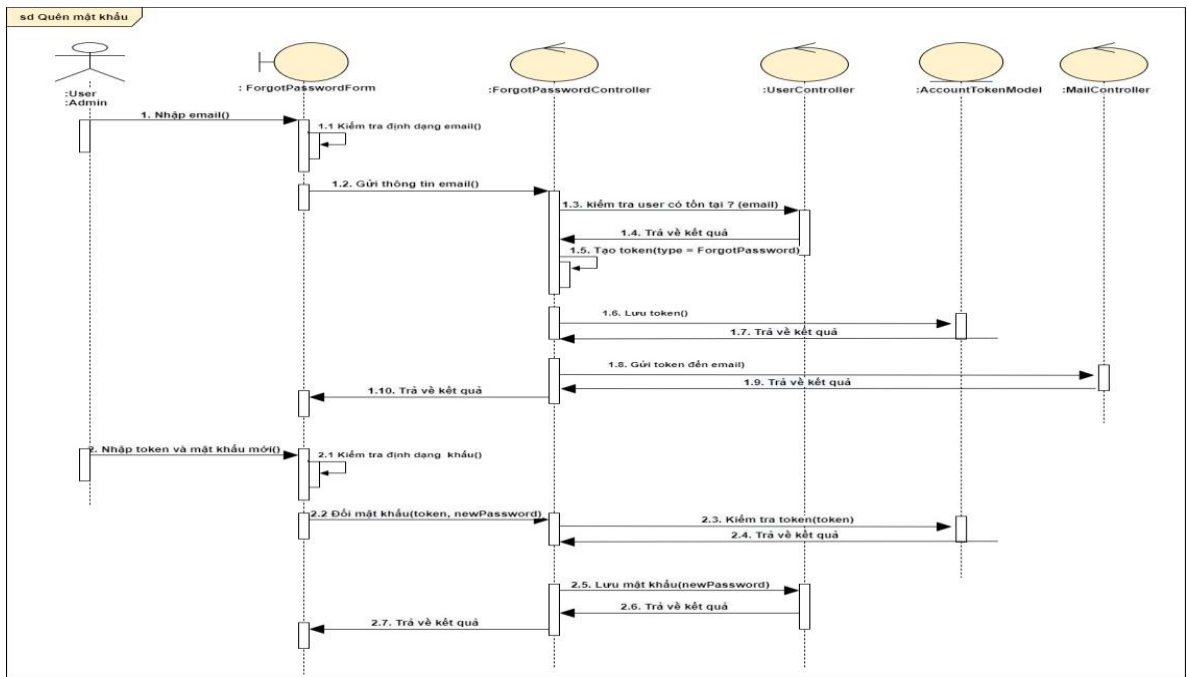 sd Quên mật khẩu
:User
:Admin
: ForgotPasswordForm
:ForgotPasswordController
:UserController
:AccountTokenModel
:MailController
1. Nhập email()
1.1 Kiểm tra định dạng email()
1.2. Gửi thông tin email()
1.3. kiểm tra user có tồn tại ? (email)
1.4. Trả về kết quả
1.5. Tạo token(type = ForgotPassword)
1.6. Lưu token()
1.7. Trả về kết quả
1.8. Gửi token đến email)
1.9. Trả về kết quả
1.10. Trả về kết quả
2. Nhập token và mật khẩu mới()
2.1 Kiểm tra định dạng khẩu()
2.2 Đổi mật khẩu(token, newPassword)
2.3. Kiểm tra token(token)
2.4. Trả về kết quả
2.5. Lưu mật khẩu(newPassword)
2.6. Trả về kết quả
2.7. Trả về kết quả